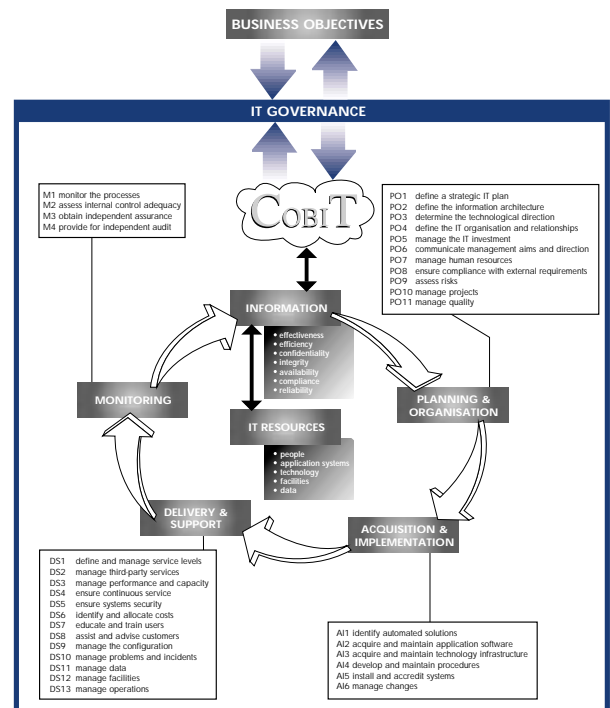 BUSINESS OBJECTIVES
IT GOVERNANCE
M1 monitor the processes
M2 assess internal control adequacy
M3 obtain independent assurance
M4 provide for independent audit
COBIT
PO1 define a strategic IT plan
PO2 define the information architecture
PO3 determine the technological direction
PO4 define the IT organisation and relationships
PO5 manage the IT investment
PO6 communicate management aims and direction
PO7 manage human resources
PO8 ensure compliance with external requirements
PO9 assess risks
PO10 manage projects
PO11 manage quality
INFORMATION
• effectiveness
• efficiency
• confidentiality
• integrity
• availability
• compliance
• reliability
MONITORING
PLANNING &
ORGANISATION
IT RESOURCES
• people
• application systems
• technology
• facilities
• data
DELIVERY &
SUPPORT
ACQUISITION &
IMPLEMENTATION
DS1 define and manage service levels
DS2 manage third-party services
DS3 manage performance and capacity
DS4 ensure continuous service
DS5 ensure systems security
DS6 identify and allocate costs
DS7 educate and train users
DS8 assist and advise customers
DS9 manage the configuration
DS10 manage problems and incidents
DS11 manage data
DS12 manage facilities
DS13 manage operations
AI1 identify automated solutions
AI2 acquire and maintain application software
AI3 acquire and maintain technology infrastructure
AI4 develop and maintain procedures
AI5 install and accredit systems
AI6 manage changes